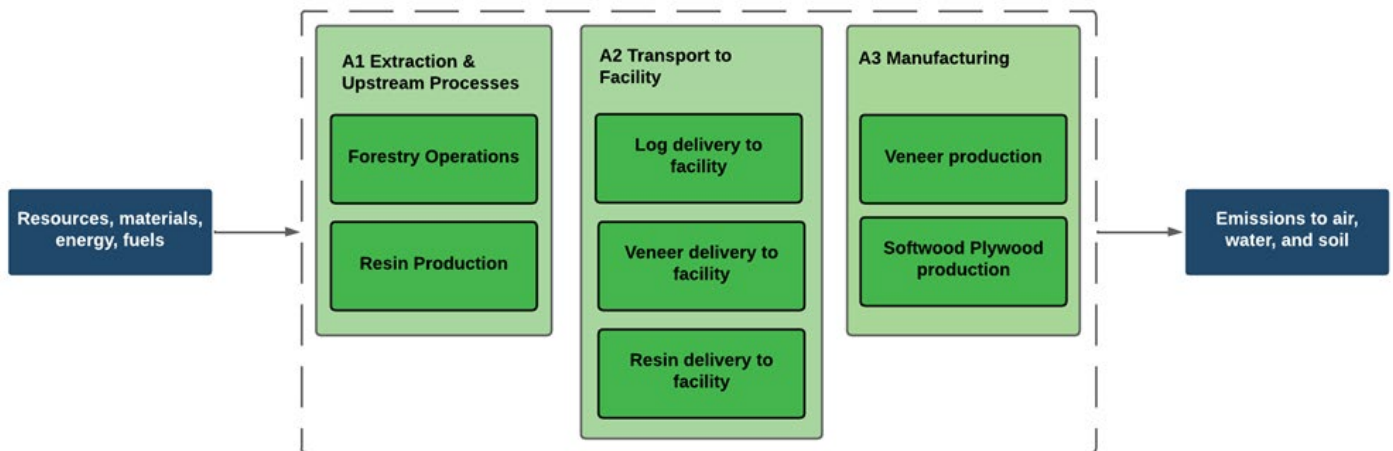 Resources, materials,
energy, fuels
A1 Extraction &
Upstream Processes
Forestry Operations
Resin Production
A2 Transport to
Facility
Log delivery to
facility
Veneer delivery to
facility
Resin delivery to
facility
A3 Manufacturing
Veneer production
Softwood Plywood
production
Emissions to air,
water, and soil